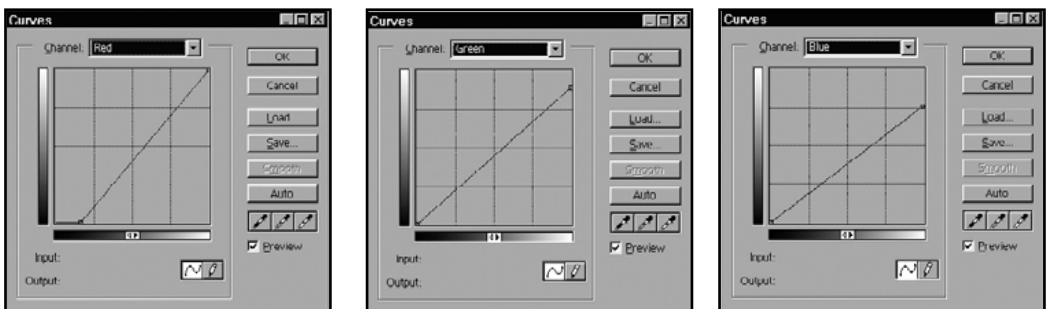 Curves
Channel: Red
OK
Cancel
Load
Save...
Smooth
Auto
Preview
Input:
Output:
Curves
Channel: Green
OK
Cancel
Load...
Save...
Smooth
Auto
Preview
Input:
Output:
Curves
Channel: Blue
OK
Cancel
Load...
Save...
Smooth
Auto
Preview
Input:
Output: